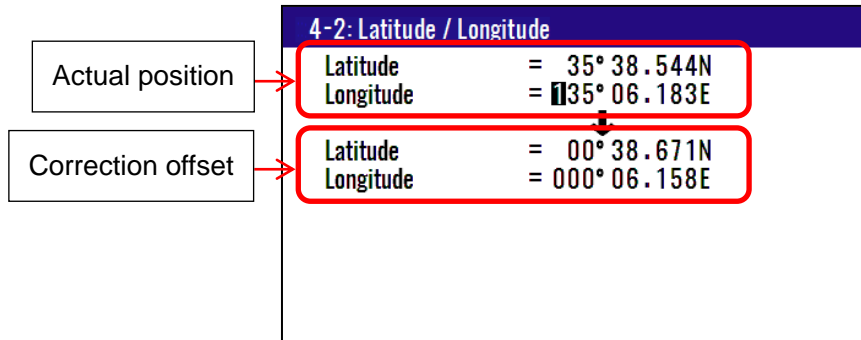 4-2: Latitude / Longitude
Actual position
Latitude = 35°38.544N
Longitude = 135°06.183E
Correction offset
Latitude = 00°38.671N
Longitude = 000°06.158E